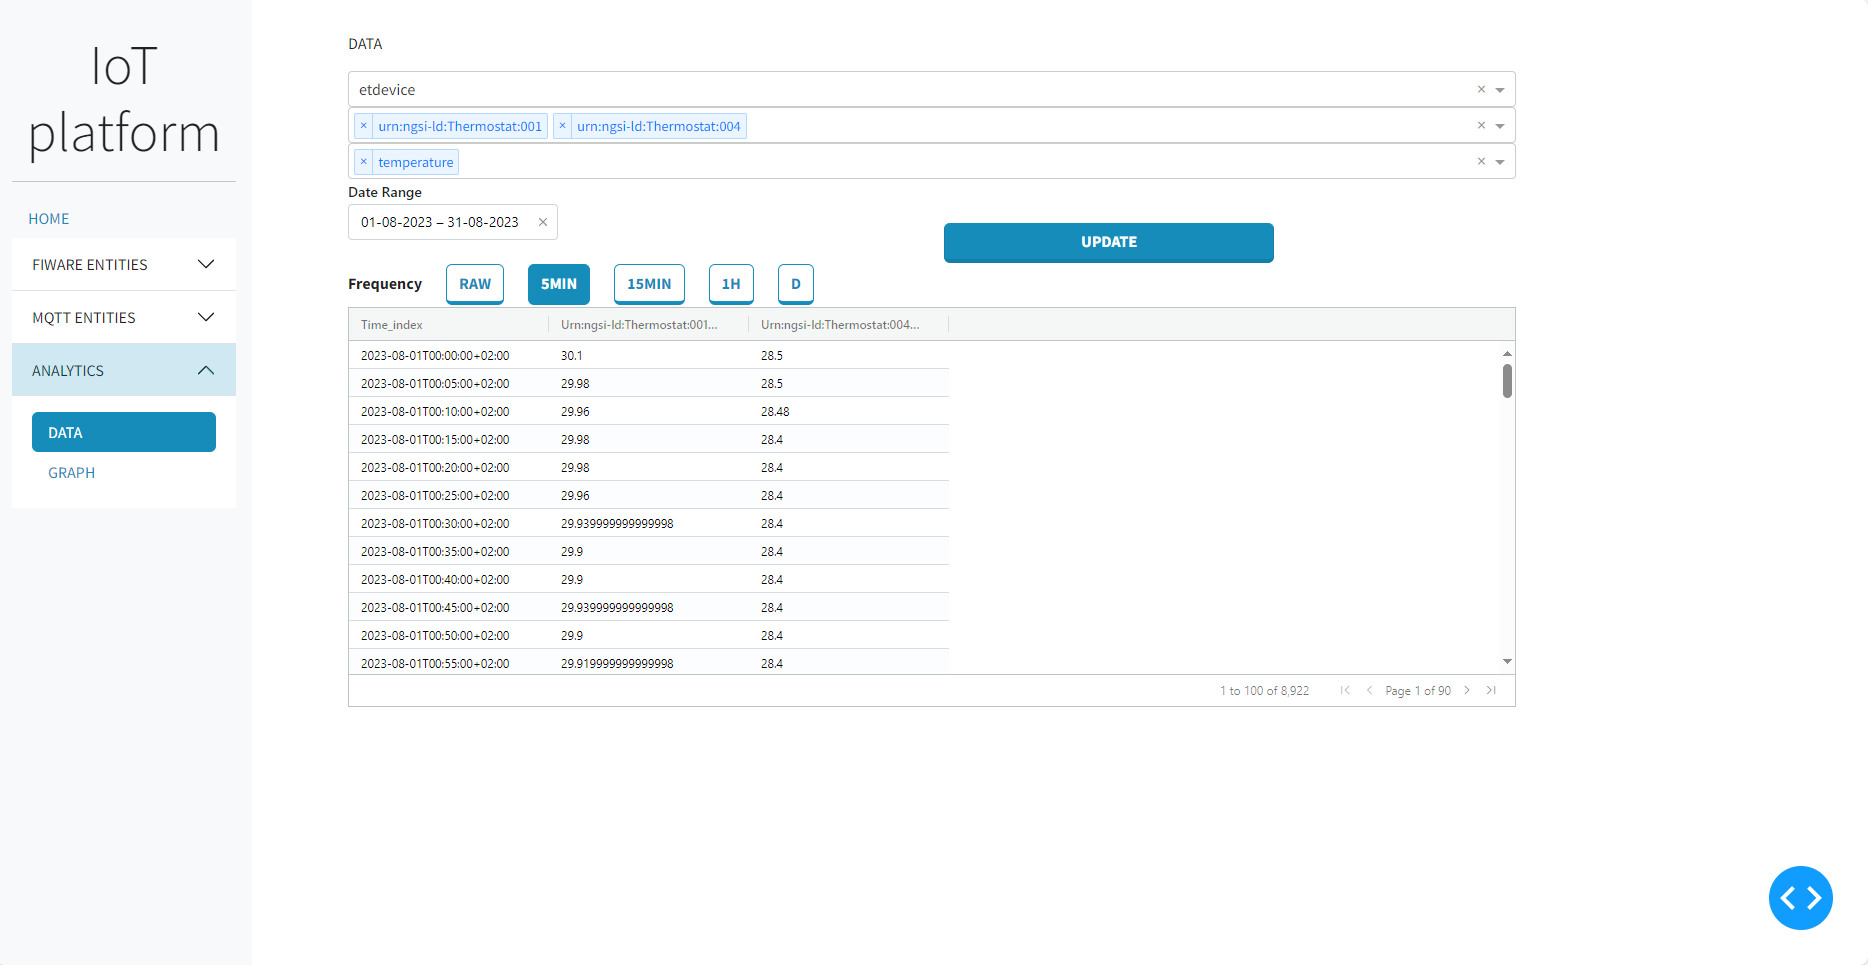 IoT
platform
HOME
FIWARE ENTITIES
MQTT ENTITIES
ANALYTICS
DATA
GRAPH
DATA
etdevice ×
× urn:ngsi-ld:Thermostat:001 × urn:ngsi-ld:Thermostat:004 ×
× temperature ×
Date Range
01-08-2023 – 31-08-2023 ×
UPDATE
Frequency RAW 5MIN 15MIN 1H D
Time_index Urn:ngsi-ld:Thermostat:001... Urn:ngsi-ld:Thermostat:004...
2023-08-01T00:00:00+02:00 30.1 28.5
2023-08-01T00:05:00+02:00 29.98 28.5
2023-08-01T00:10:00+02:00 29.96 28.48
2023-08-01T00:15:00+02:00 29.98 28.4
2023-08-01T00:20:00+02:00 29.98 28.4
2023-08-01T00:25:00+02:00 29.96 28.4
2023-08-01T00:30:00+02:00 29.939999999999998 28.4
2023-08-01T00:35:00+02:00 29.9 28.4
2023-08-01T00:40:00+02:00 29.9 28.4
2023-08-01T00:45:00+02:00 29.939999999999998 28.4
2023-08-01T00:50:00+02:00 29.9 28.4
2023-08-01T00:55:00+02:00 29.919999999999998 28.4
1 to 100 of 8,922 Page 1 of 90